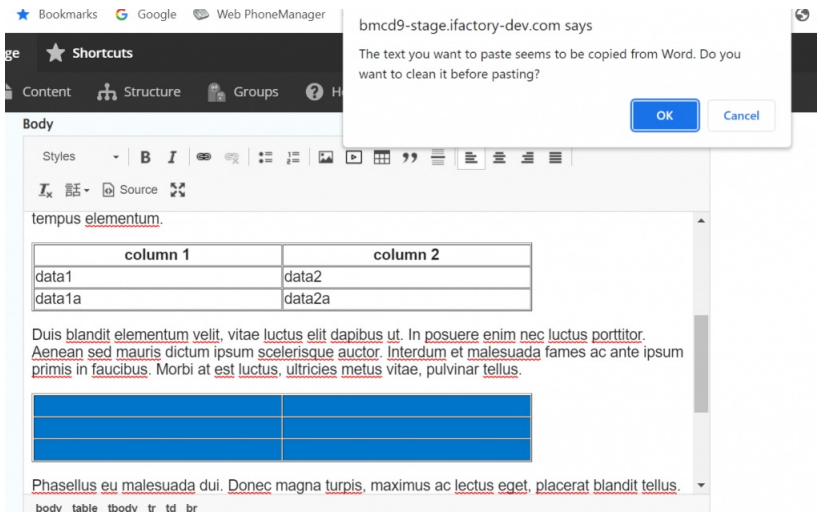 Bookmarks Google Web PhoneManager
bmcd9-stage.ifactory-dev.com says
The text you want to paste seems to be copied from Word. Do you
want to clean it before pasting?
OK Cancel
ge Shortcuts
Content Structure Groups H
Body
Styles B I
Tx 話 Source
tempus elementum.
column 1 column 2
data1 data2
data1a data2a
Duis blandit elementum velit, vitae luctus elit dapibus ut. In posuere enim nec luctus porttitor.
Aenean sed mauris dictum ipsum scelerisque auctor. Interdum et malesuada fames ac ante ipsum
primis in faucibus. Morbi at est luctus, ultricies metus vitae, pulvinar tellus.
Phasellus eu malesuada dui. Donec magna turpis, maximus ac lectus eget, placerat blandit tellus.
body table tbody tr td br